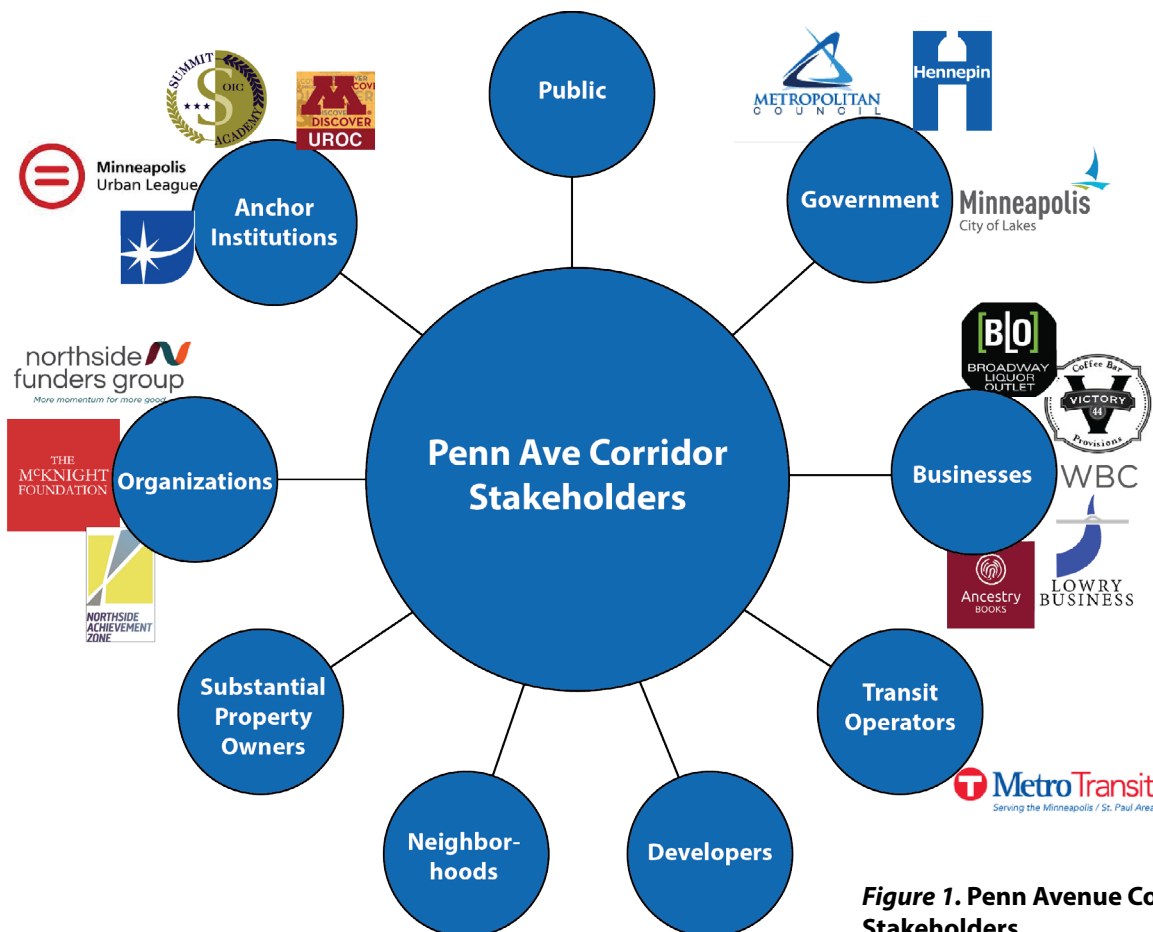 Public
METROPOLITAN
COUNCIL
Hennepin
Government
Minneapolis
City of Lakes
SUMMIT
OIC
S
ACADEMY
DISCOVER
UROC
Minneapolis
Urban League
Anchor
Institutions
[BLO]
BROADWAY
LIQUOR
OUTLET
Coffee Bar
VICTORY
44
V
Provisions
WBC
Businesses
LOWRY
BUSINESS
Ancestry
BOOKS
northside
funders group
More momentum for more good.
THE
McKNIGHT
FOUNDATION
Organizations
NORTHSIDE
ACHIEVEMENT
ZONE
Penn Ave Corridor
Stakeholders
Substantial
Property
Owners
Transit
Operators
T MetroTransit
Serving the Minneapolis / St. Paul Area
Neighbor-
hoods
Developers
Figure 1. Penn Avenue Co
Stakeholders